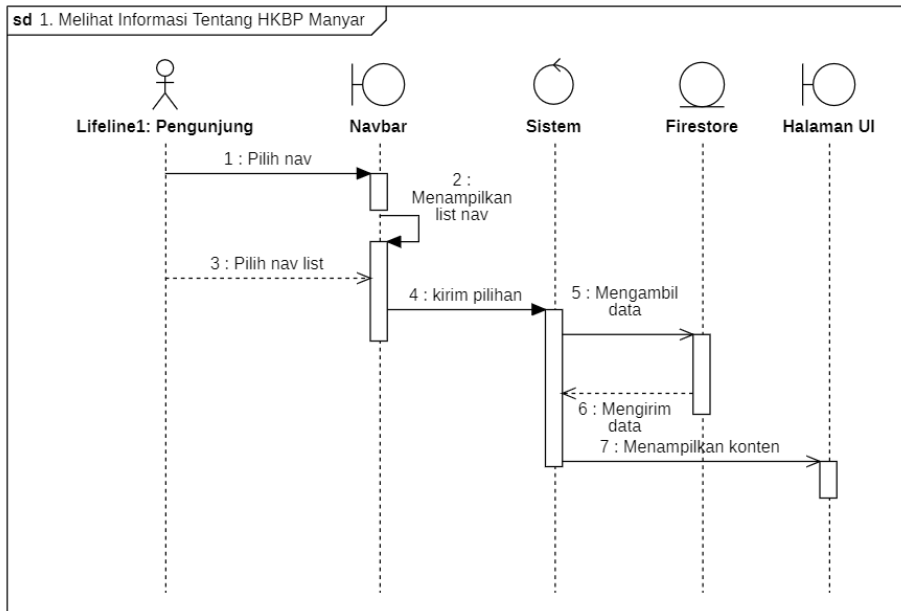 sd 1. Melihat Informasi Tentang HKBP Manyar
Lifeline1: Pengunjung
Navbar
Sistem
Firestore
Halaman UI
1 : Pilih nav
2 :
Menampilkan
list nav
3 : Pilih nav list
4 : kirim pilihan
5 : Mengambil
data
6 : Mengirim
data
7 : Menampilkan konten